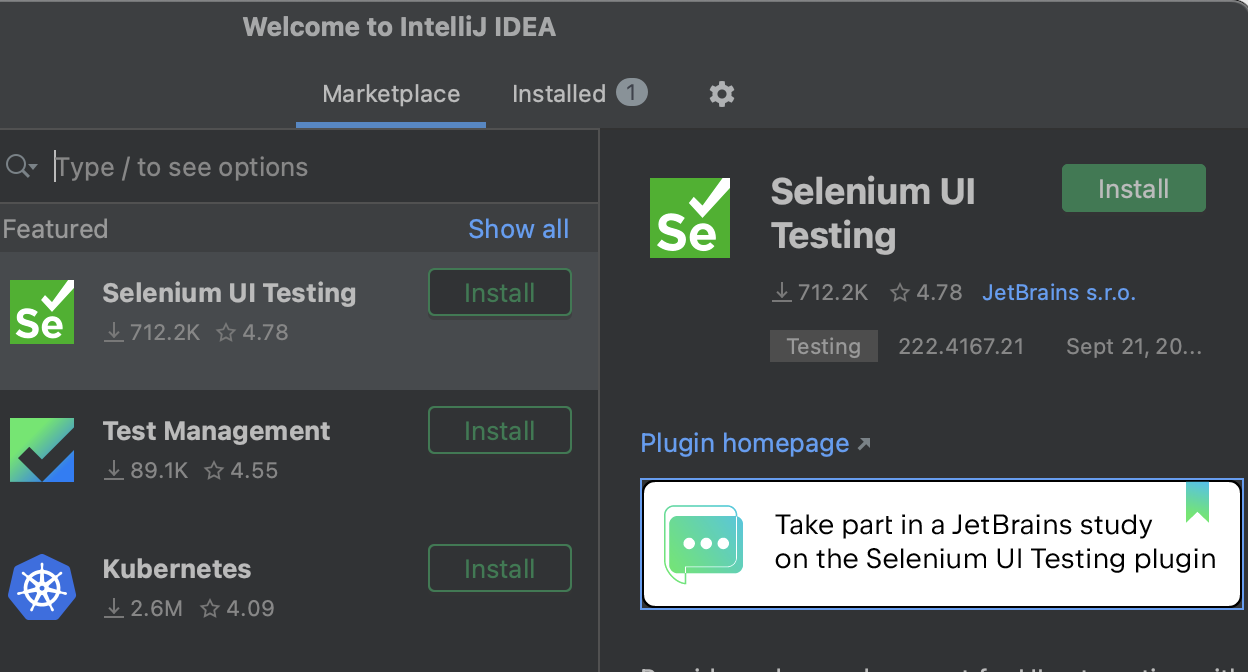 Welcome to IntelliJ IDEA
Marketplace Installed 1
Type / to see options
Featured Show all
Se Selenium UI Testing Install
712.2K 4.78
Test Management Install
89.1K 4.55
Kubernetes Install
2.6M 4.09
Se Selenium UI Install
Testing
712.2K 4.78 JetBrains s.r.o.
Testing 222.4167.21 Sept 21, 20...
Plugin homepage
Take part in a JetBrains study
on the Selenium UI Testing plugin